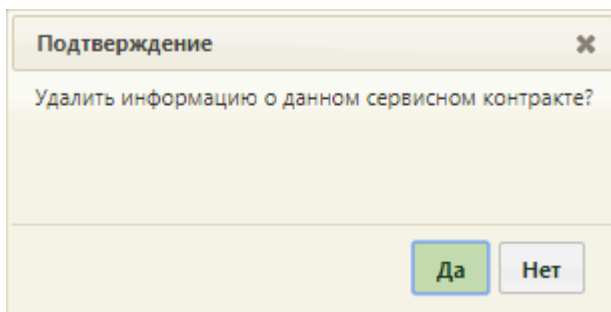 Подтверждение
Удалить информацию о данном сервисном контракте?
Да Нет